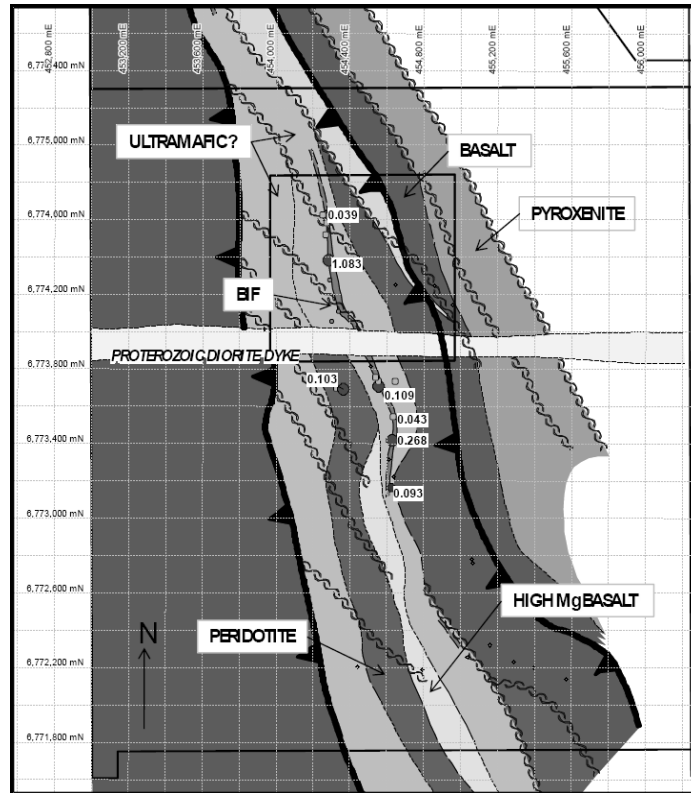 452,800 mE
453,200 mE
453,600 mE
454,000 mE
454,400 mE
454,800 mE
455,200 mE
455,600 mE
456,000 mE
6,775,400 mN
6,775,000 mN
ULTRAMAFIC?
BASALT
PYROXENITE
6,774,600 mN
0.039
1.083
6,774,200 mN
BIF
PROTEROZOIC DIORITE DYKE
6,773,800 mN
0.103
0.109
0.043
6,773,400 mN
0.268
0.093
6,773,000 mN
6,772,600 mN
HIGH Mg BASALT
PERIDOTITE
N
6,772,200 mN
6,771,800 mN